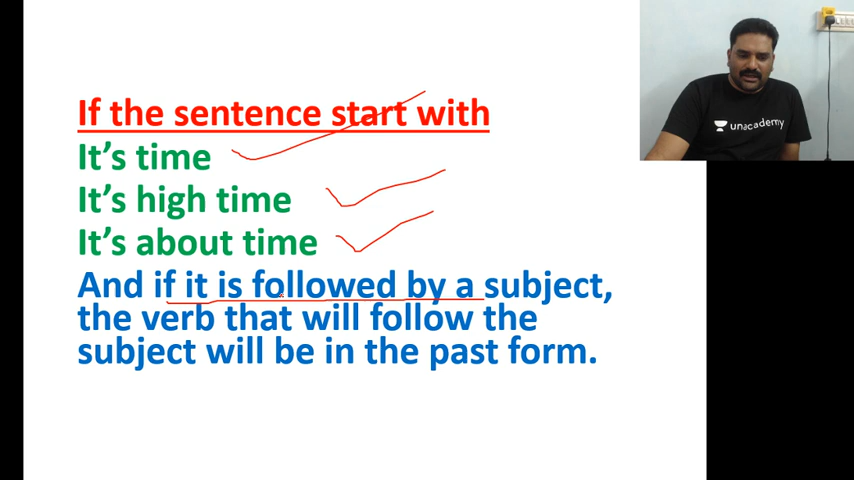 If the sentence start with
It's time
It's high time
It's about time
And if it is followed by a subject,
the verb that will follow the
subject will be in the past form.
unacademy